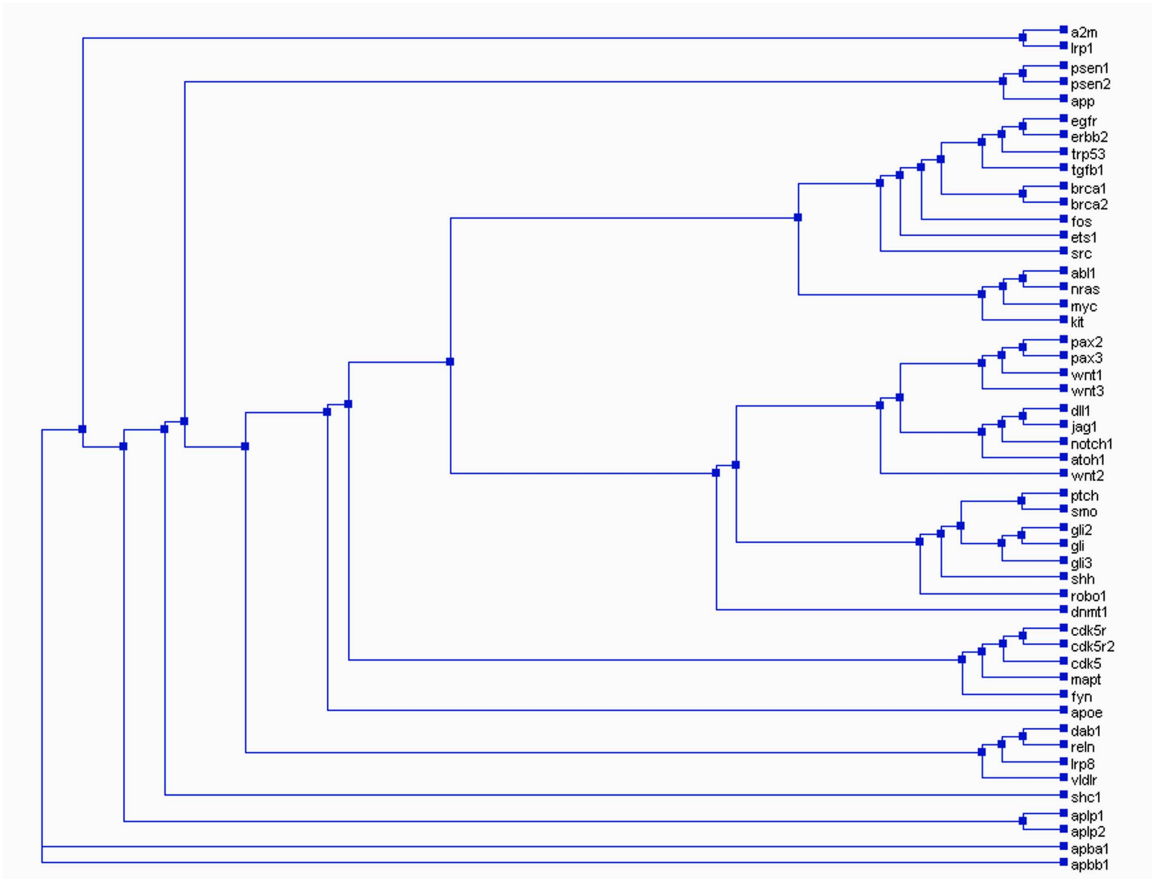 a2m
lrp1
psen1
psen2
app
egfr
erbb2
trp53
tgfb1
brca1
brca2
fos
ets1
src
abl1
nras
myc
kit
pax2
pax3
wnt1
wnt3
dll1
jag1
notch1
atoh1
wnt2
ptch
smo
gli2
gli
gli3
shh
robo1
dnmt1
cdk5r
cdk5r2
cdk5
mapt
fyn
apoe
dab1
reln
lrp8
vldlr
shc1
aplp1
aplp2
apba1
apbb1